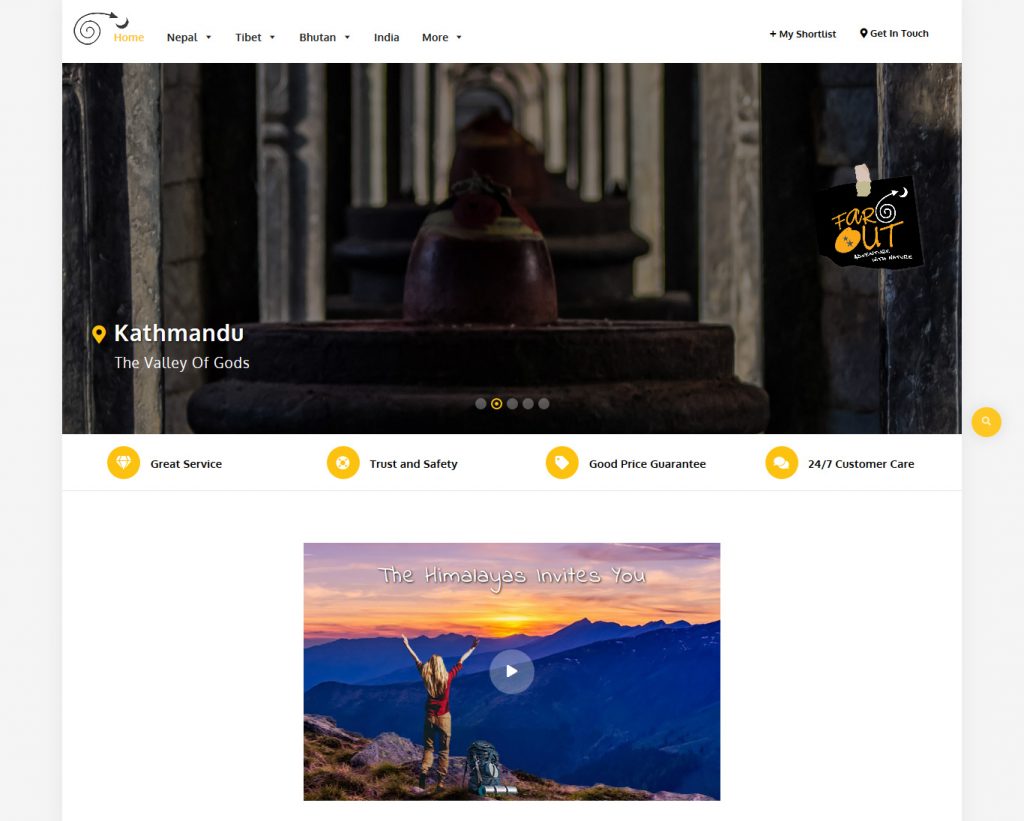 Home Nepal Tibet Bhutan India More + My Shortlist Get In Touch
FAR OUT
ADVENTURE
WITH NATURE
Kathmandu
The Valley Of Gods
Great Service Trust and Safety Good Price Guarantee 24/7 Customer Care
The Himalayas Invites You